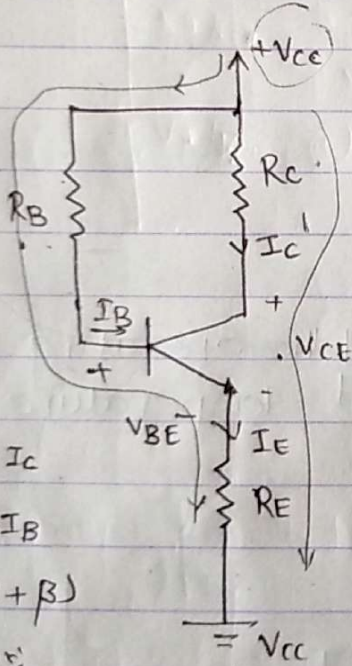 +VCC
RB
RC
IC
IB
+
+
VCE
-
VBE
-
IE
IC
RE
IB
+ β)
VCC